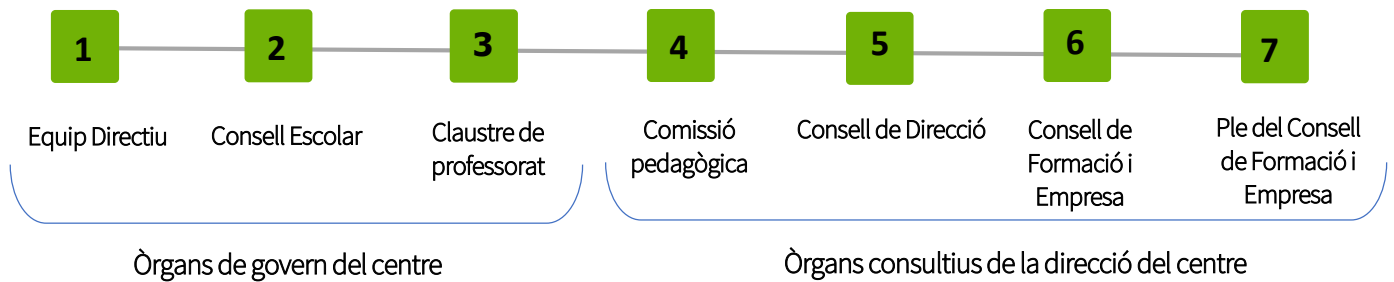 1
2
3
4
5
6
7
Equip Directiu
Consell Escolar
Claustre de
professorat
Comissió
pedagògica
Consell de Direcció
Consell de
Formació i
Empresa
Ple del Consell
de Formació i
Empresa
Òrgans de govern del centre
Òrgans consultius de la direcció del centre